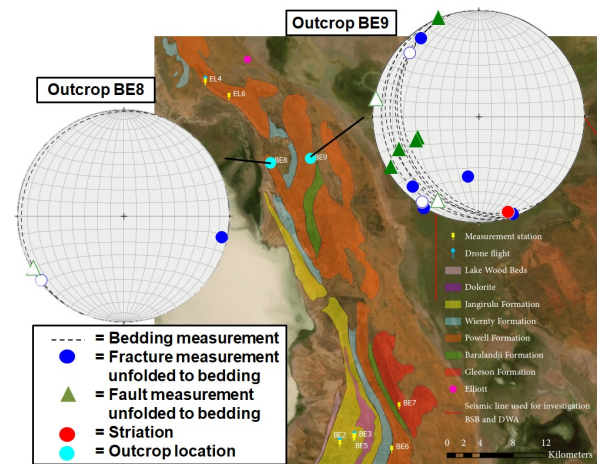 Outcrop BE9
Outcrop BE8
EL4
EL6
BE8
BE9
= Bedding measurement
= Fracture measurement
unfolded to bedding
= Fault measurement
unfolded to bedding
= Striation
= Outcrop location
Measurement station
Drone flight
Lake Wood Beds
Dolorite
Jangirulu Formation
Wiernty Formation
Powell Formation
Baralandji Formation
Gleeson Formation
Elliott
Seismic line used for investigation
BSB and DWA
BE7
BE2
BE3
BE5
BE6
4 2 0 4 8 12
Kilometers